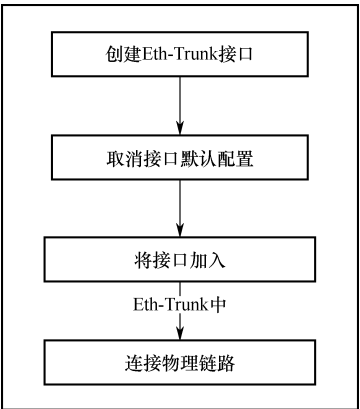 创建Eth-Trunk接口
取消接口默认配置
将接口加入
Eth-Trunk中
连接物理链路